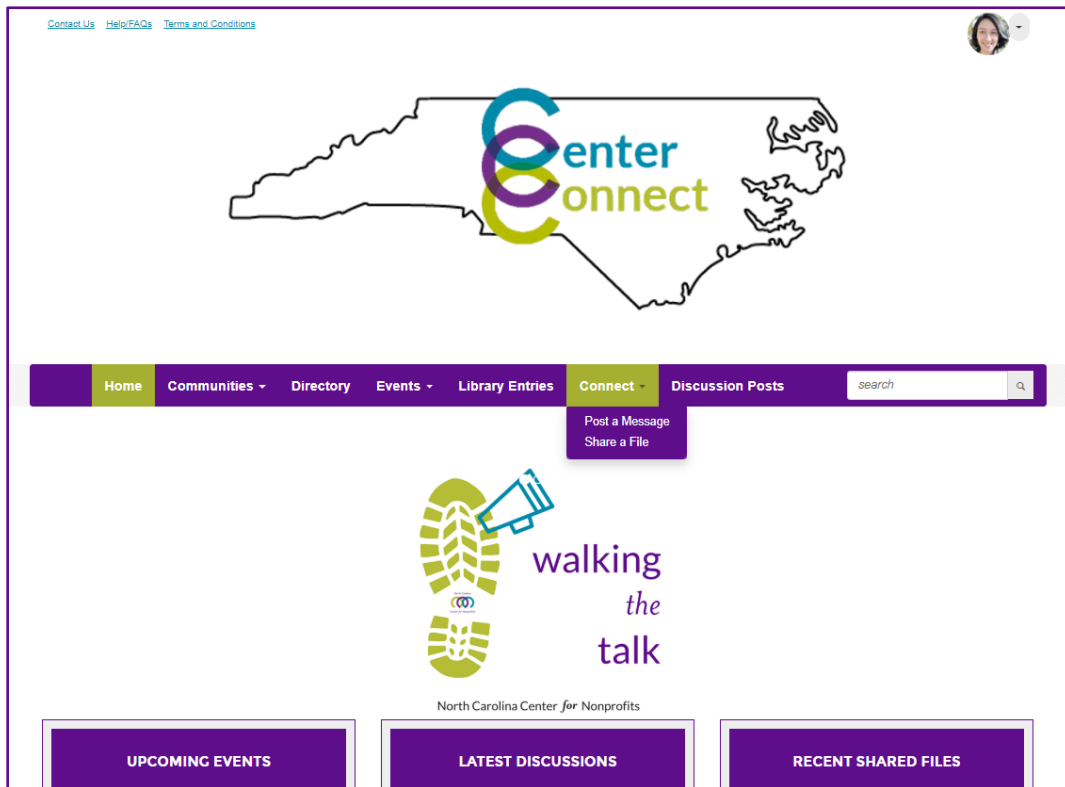 Contact Us Help/FAQs Terms and Conditions
Center
Connect
Home Communities Directory Events Library Entries Connect Discussion Posts search
Post a Message
Share a File
walking
the
talk
North Carolina Center for Nonprofits
UPCOMING EVENTS LATEST DISCUSSIONS RECENT SHARED FILES